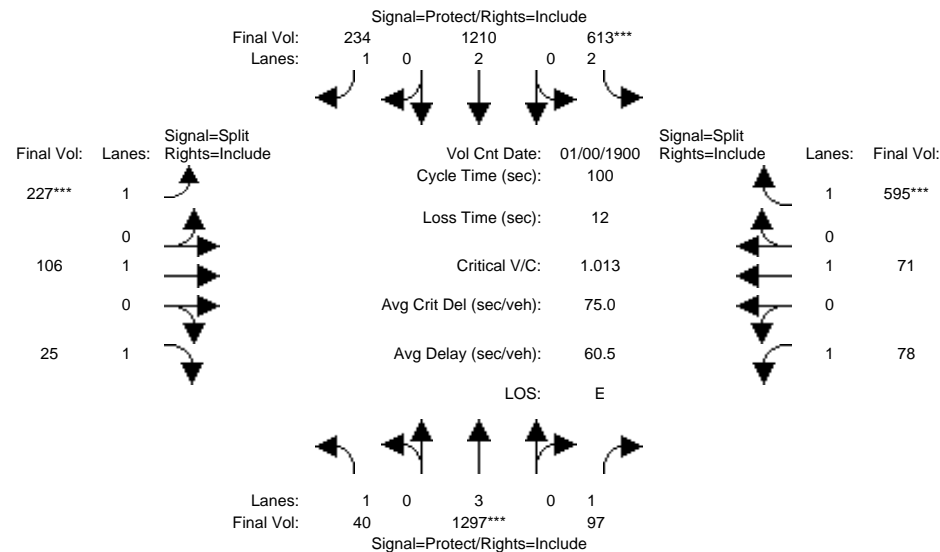 Signal=Protect/Rights=Include
Final Vol: 234 1210 613***
Lanes: 1 0 2 0 2
Signal=Split Signal=Split
Final Vol: Lanes: Rights=Include Vol Cnt Date: 01/00/1900 Rights=Include Lanes: Final Vol:
Cycle Time (sec): 100
227*** 1 1 595***
Loss Time (sec): 12
0 0
106 1 Critical V/C: 1.013 1 71
0 Avg Crit Del (sec/veh): 75.0 0
25 1 Avg Delay (sec/veh): 60.5 1 78
LOS: E
Lanes: 1 0 3 0 1
Final Vol: 40 1297*** 97
Signal=Protect/Rights=Include